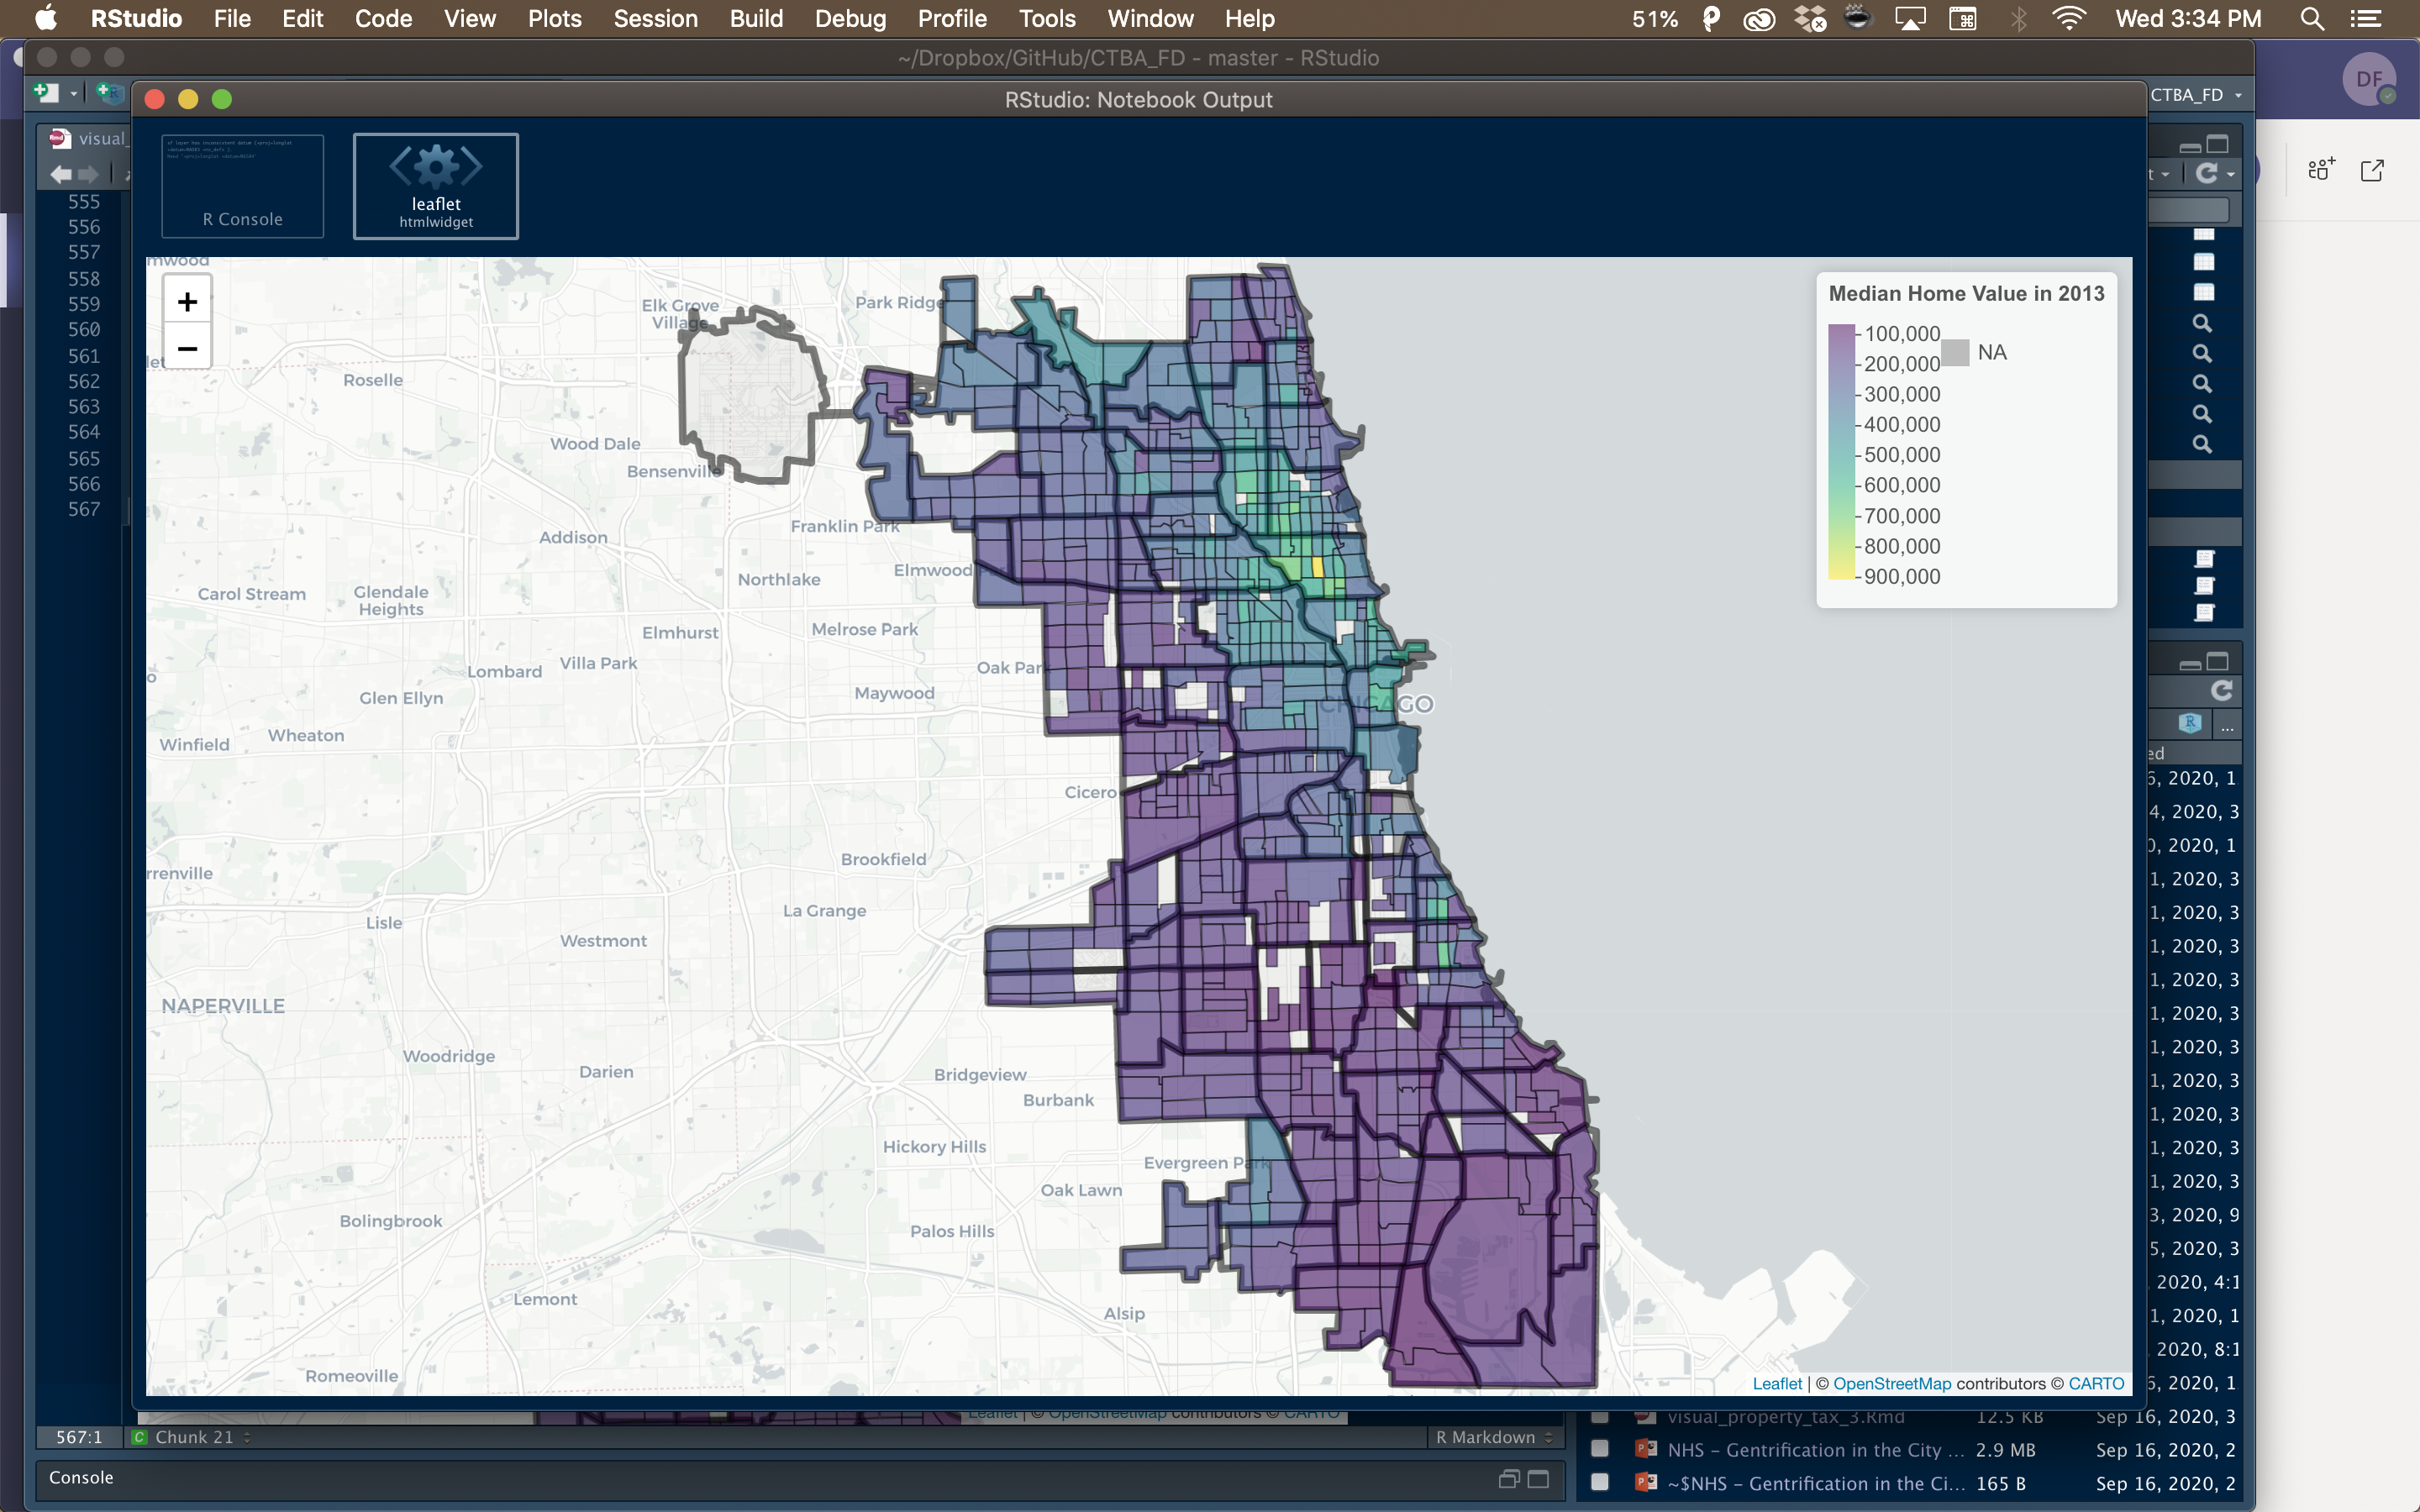 RStudio File Edit Code View Plots Session Build Debug Profile Tools Window Help 51% Wed 3:34 PM
~/Dropbox/GitHub/CTBA_FD - master - RStudio
DF
CTBA_FD
RStudio: Notebook Output
visual_
R Console
leaflet
htmlwidget
555
556
557
558
559
560
561
562
563
564
565
566
567
+
−
Median Home Value in 2013
100,000
200,000
300,000
400,000
500,000
600,000
700,000
800,000
900,000
NA
mwood
Elk Grove
Village
Park Ridge
Roselle
Wood Dale
Bensenville
Franklin Park
Addison
Elmwood
Northlake
Carol Stream
Glendale
Heights
Elmhurst
Melrose Park
Lombard
Villa Park
Oak Par
Glen Ellyn
Maywood
CHICAGO
Winfield
Wheaton
Cicero
Brookfield
rrenville
La Grange
Lisle
Westmont
NAPERVILLE
Woodridge
Darien
Bridgeview
Burbank
Hickory Hills
Evergreen Park
Oak Lawn
Bolingbrook
Palos Hills
Lemont
Alsip
Romeoville
Leaflet | © OpenStreetMap contributors © CARTO
ed
6, 2020, 1
4, 2020, 3
0, 2020, 1
1, 2020, 3
1, 2020, 3
1, 2020, 3
1, 2020, 3
1, 2020, 3
1, 2020, 3
1, 2020, 3
1, 2020, 3
1, 2020, 3
1, 2020, 3
3, 2020, 9
5, 2020, 3
2020, 4:1
1, 2020, 1
2020, 8:1
6, 2020, 1
Leaflet | © OpenStreetMap contributors © CARTO
visual_property_tax_3.Rmd 12.5 KB Sep 16, 2020, 3
567:1 Chunk 21 R Markdown
NHS – Gentrification in the City ... 2.9 MB Sep 16, 2020, 2
Console
~$NHS – Gentrification in the Ci... 165 B Sep 16, 2020, 2